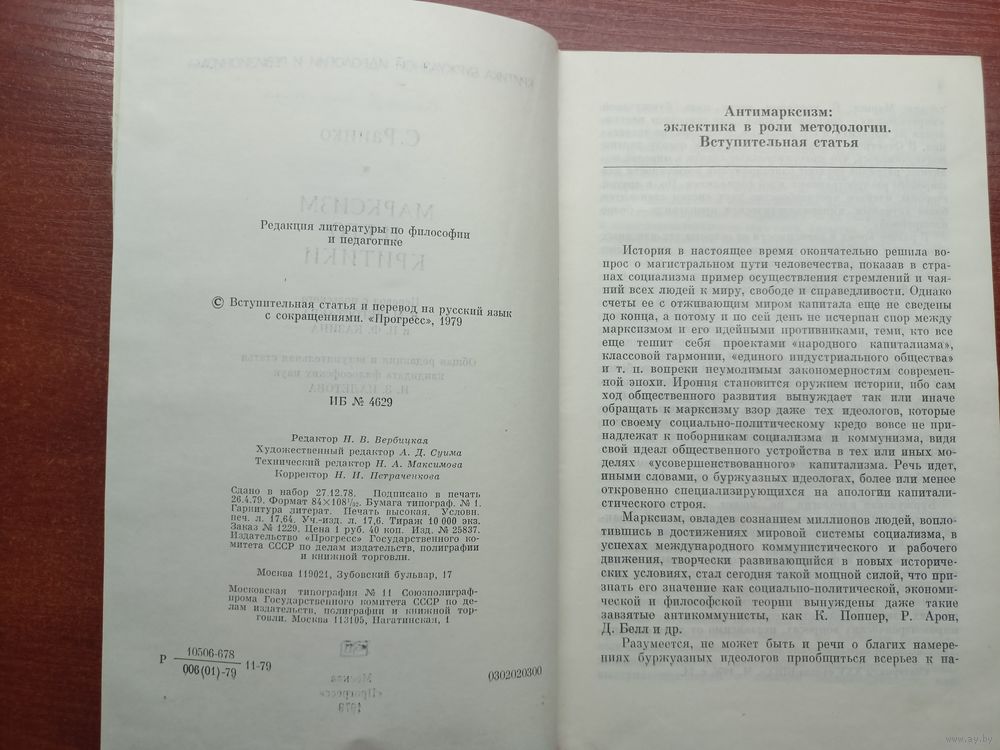 Редакция литературы по философии
и педагогике
© Вступительная статья и перевод на русский язык
с сокращениями. «Прогресс», 1979
ИБ № 4629
Редактор Н. В. Вербицкая
Художественный редактор А. Д. Суима
Технический редактор Н. А. Максимова
Корректор Н. И. Петраченкова
Сдано в набор 27.12.78. Подписано в печать
26.4.79. Формат 84×108¹/₃₂. Бумага типограф. № 1.
Гарнитура литерат. Печать высокая. Условн.
печ. л. 17,64. Уч.-изд. л. 17,6. Тираж 10 000 экз.
Заказ № 1229. Цена 1 руб. 40 коп. Изд. № 25837.
Издательство «Прогресс» Государственного ко-
митета СССР по делам издательств, полиграфии
и книжной торговли.
Москва 119021, Зубовский бульвар, 17
Московская типография № 11 Союзполиграф-
прома Государственного комитета СССР по де-
лам издательств, полиграфии и книжной тор-
говли. Москва 113105, Нагатинская, 1
Р 10506-678
006(01)-79 11-79 0302020300
Антимарксизм:
эклектика в роли методологии.
Вступительная статья
История в настоящее время окончательно решила во-
прос о магистральном пути человечества, показав в стра-
нах социализма пример осуществления стремлений и чая-
ний всех людей к миру, свободе и справедливости. Однако
счеты ее с отживающим миром капитала еще не сведены
до конца, а потому и по сей день не исчерпан спор между
марксизмом и его идейными противниками, теми, кто все
еще тешит себя проектами «народного капитализма»,
классовой гармонии, «единого индустриального общества»
и т. п. вопреки неумолимым закономерностям современ-
ной эпохи. Ирония становится оружием истории, ибо сам
ход общественного развития вынуждает так или иначе
обращать к марксизму взор даже тех идеологов, которые
по своему социально-политическому кредо вовсе не при-
надлежат к поборникам социализма и коммунизма, видя
свой идеал общественного устройства в тех или иных мо-
делях «усовершенствованного» капитализма. Речь идет,
иными словами, о буржуазных идеологах, более или менее
откровенно специализирующихся на апологии капитали-
стического строя.
Марксизм, овладев сознанием миллионов людей, вопло-
тившись в достижениях мировой системы социализма, в
успехах международного коммунистического и рабочего
движения, творчески развивающийся в новых историче-
ских условиях, стал сегодня такой мощной силой, что при-
знать его значение как социально-политической, экономи-
ческой и философской теории вынуждены даже такие
завзятые антикоммунисты, как К. Поппер, Р. Арон,
Д. Белл и др.
Разумеется, не может быть и речи о благих намере-
ниях буржуазных идеологов приобщиться всерьез к на-
www.ay.by